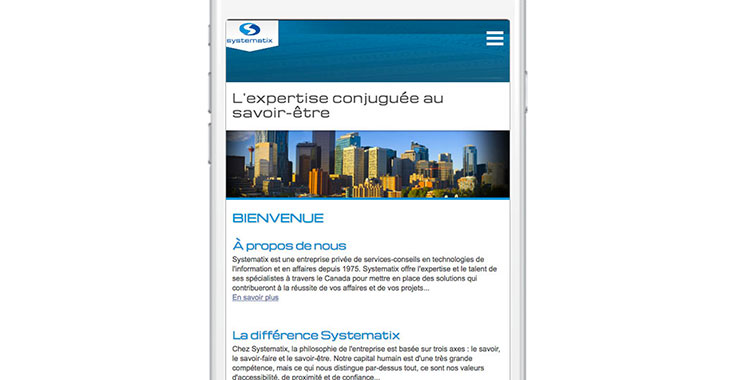 systematix
L'expertise conjuguée au
savoir-être
BIENVENUE
À propos de nous
Systematix est une entreprise privée de services-conseils en technologies de
l'information et en affaires depuis 1975. Systematix offre l'expertise et le talent de
ses spécialistes à travers le Canada pour mettre en place des solutions qui
contribueront à la réussite de vos affaires et de vos projets...
En savoir plus
La différence Systematix
Chez Systematix, la philosophie de l'entreprise est basée sur trois axes : le savoir,
le savoir-faire et le savoir-être. Notre capital humain est d'une très grande
compétence, mais ce qui nous distingue par-dessus tout, ce sont nos valeurs
d'accessibilité, de proximité et de confiance...